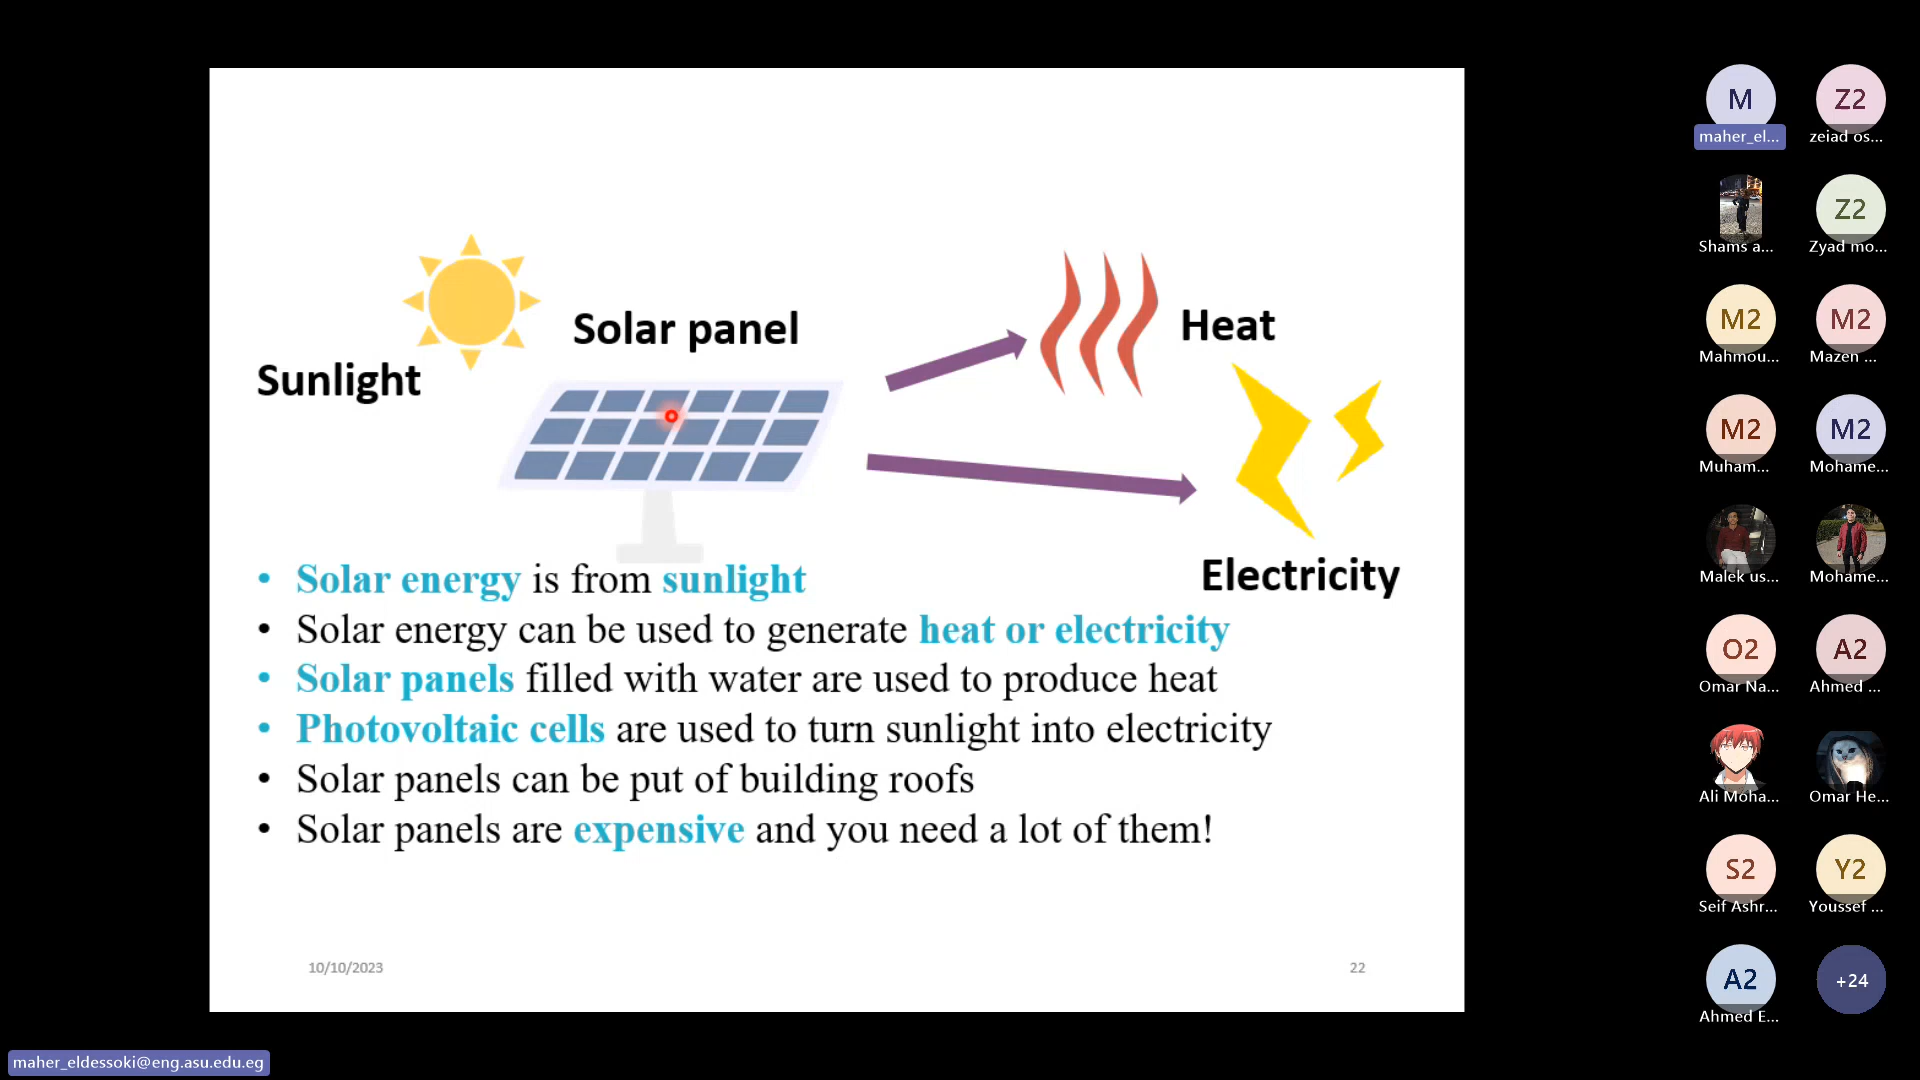 Solar panel
Heat
Sunlight
Electricity
• Solar energy is from sunlight
• Solar energy can be used to generate heat or electricity
• Solar panels filled with water are used to produce heat
• Photovoltaic cells are used to turn sunlight into electricity
• Solar panels can be put of building roofs
• Solar panels are expensive and you need a lot of them!
10/10/2023
22
M
maher_el...
Z2
zeiad os...
Shams a...
Z2
Zyad mo...
M2
Mahmou...
M2
Mazen ...
M2
Muham...
M2
Mohame...
Malek us...
Mohame...
O2
Omar Na...
A2
Ahmed ...
Ali Moha...
Omar He...
S2
Seif Ashr...
Y2
Youssef ...
A2
Ahmed E...
+24
maher_eldessoki@eng.asu.edu.eg